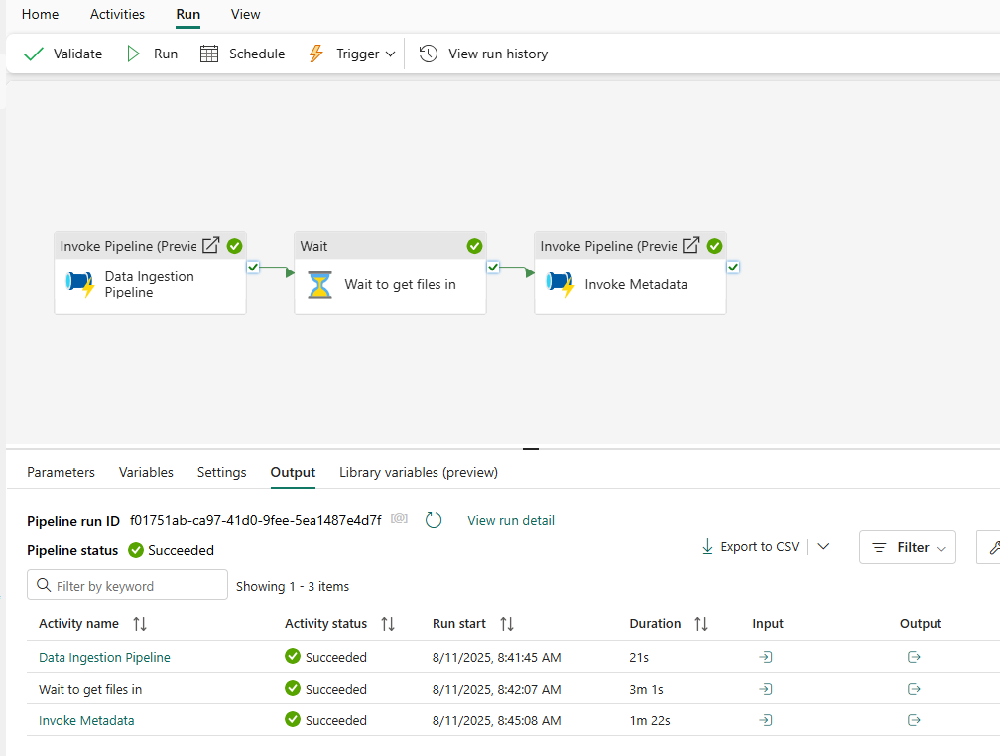 Home Activities Run View
Validate Run Schedule Trigger View run history
Invoke Pipeline (Previe
Data Ingestion
Pipeline
Wait
Wait to get files in
Invoke Pipeline (Previe
Invoke Metadata
Parameters Variables Settings Output Library variables (preview)
Pipeline run ID f01751ab-ca97-41d0-9fee-5ea1487e4d7f [@] View run detail
Pipeline status Succeeded
Export to CSV Filter
Filter by keyword Showing 1 - 3 items
Activity name Activity status Run start Duration Input Output
Data Ingestion Pipeline Succeeded 8/11/2025, 8:41:45 AM 21s
Wait to get files in Succeeded 8/11/2025, 8:42:07 AM 3m 1s
Invoke Metadata Succeeded 8/11/2025, 8:45:08 AM 1m 22s